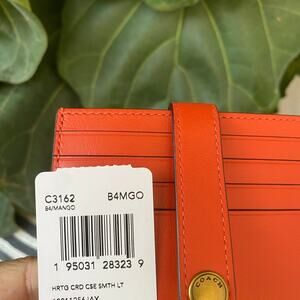 C3162 B4MGO
B4/MANGO
1 95031 28323 9
HRTG CRD CSE SMTH LT
COACH